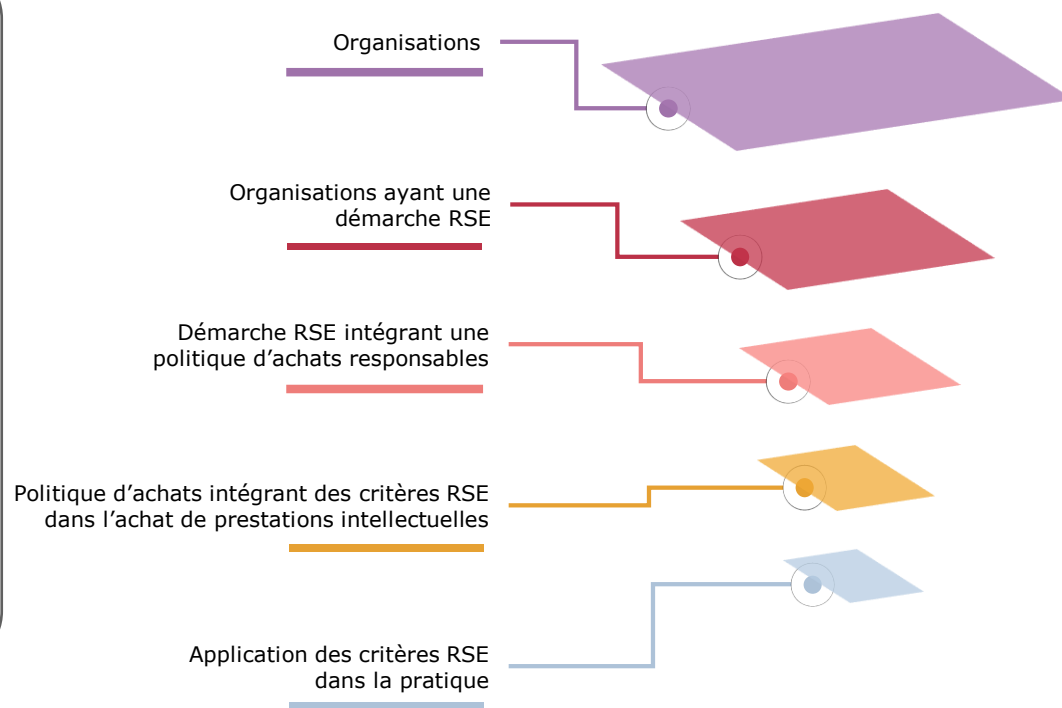 Organisations
Organisations ayant une
démarche RSE
Démarche RSE intégrant une
politique d’achats responsables
Politique d’achats intégrant des critères RSE
dans l’achat de prestations intellectuelles
Application des critères RSE
dans la pratique